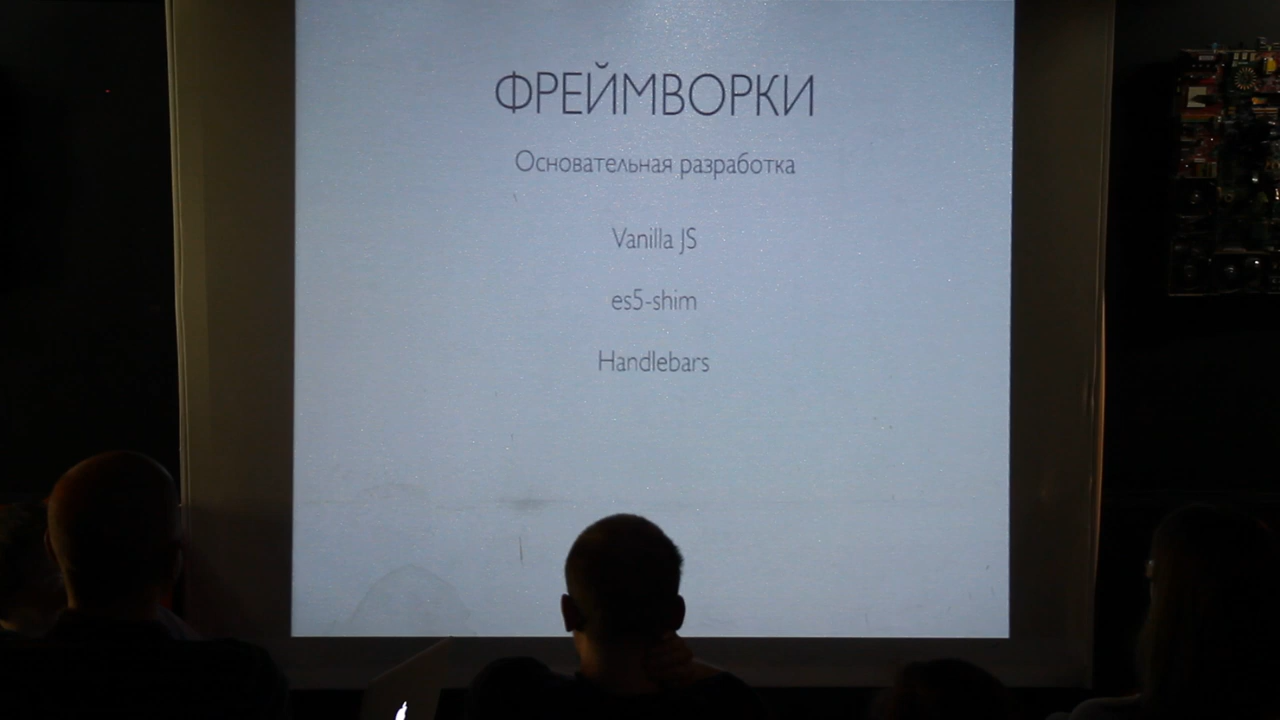 ФРЕЙМВОРКИ
Основательная разработка
Vanilla JS
es5-shim
Handlebars